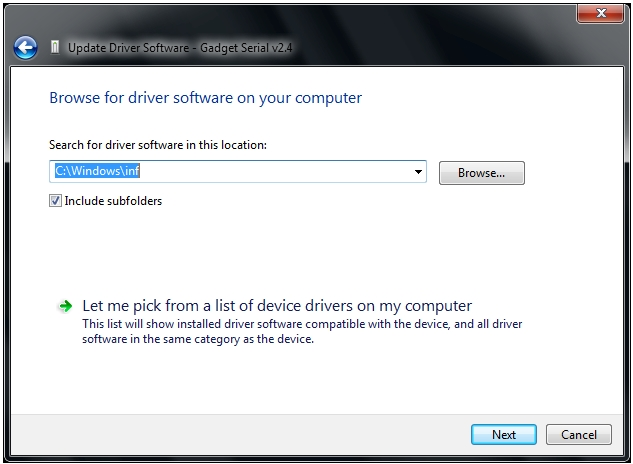 Update Driver Software - Gadget Serial v2.4
Browse for driver software on your computer
Search for driver software in this location:
C:\Windows\inf
Browse...
Include subfolders
Let me pick from a list of device drivers on my computer
This list will show installed driver software compatible with the device, and all driver
software in the same category as the device.
Next
Cancel